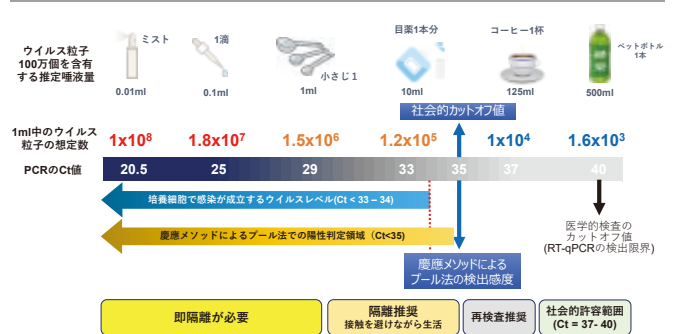 ウイルス粒子
100万個を含有
する推定唾液量
ミスト
1滴
小さじ１
目薬1本分
コーヒー1杯
ペットボトル
1本
0.01ml
0.1ml
1ml
10ml
125ml
500ml
社会的カットオフ値
1ml中のウイルス
粒子の想定数
1x10⁸
1.8x10⁷
1.5x10⁶
1.2x10⁵
1x10⁴
1.6x10³
PCRのCt値
20.5
25
29
33
35
37
40
培養細胞で感染が成立するウイルスレベル(Ct < 33 – 34)
慶應メソッドによるプール法での陽性判定領域（Ct<35)
医学的検査の
カットオフ値
(RT-qPCRの検出限界)
慶應メソッドによる
プール法の検出感度
即隔離が必要
隔離推奨
接触を避けながら生活
再検査推奨
社会的許容範囲
(Ct = 37- 40)